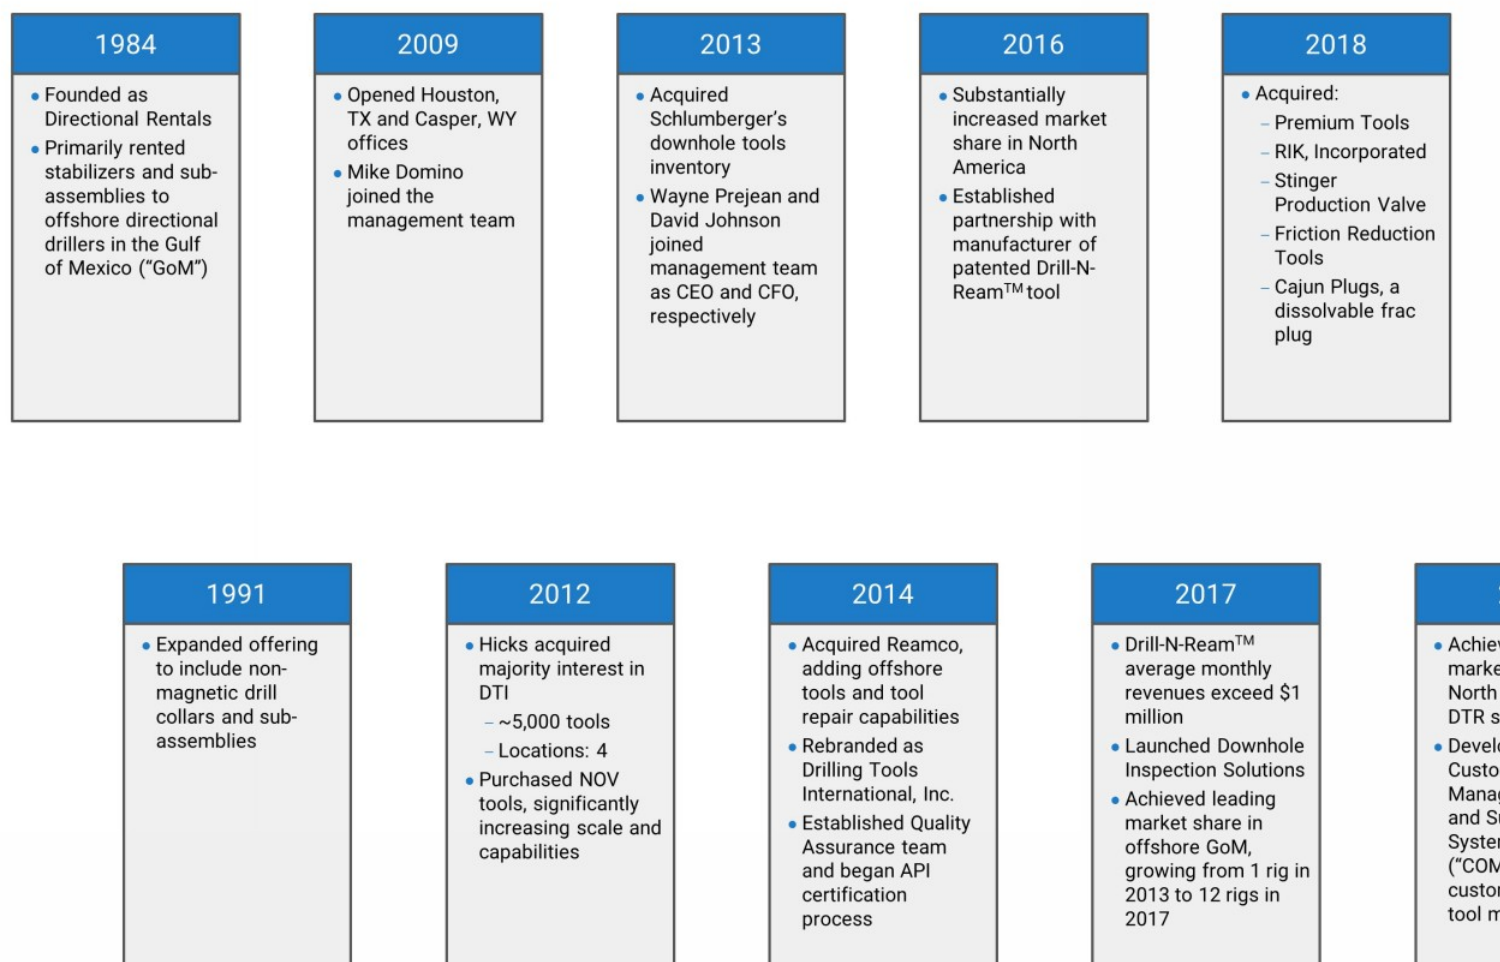 1984
• Founded as
Directional Rentals
• Primarily rented
stabilizers and sub-
assemblies to
offshore directional
drillers in the Gulf
of Mexico (“GoM”)
2009
• Opened Houston,
TX and Casper, WY
offices
• Mike Domino
joined the
management team
2013
• Acquired
Schlumberger’s
downhole tools
inventory
• Wayne Prejean and
David Johnson
joined
management team
as CEO and CFO,
respectively
2016
• Substantially
increased market
share in North
America
• Established
partnership with
manufacturer of
patented Drill-N-
Ream™ tool
2018
• Acquired:
– Premium Tools
– RIK, Incorporated
– Stinger
Production Valve
– Friction Reduction
Tools
– Cajun Plugs, a
dissolvable frac
plug
1991
• Expanded offering
to include non-
magnetic drill
collars and sub-
assemblies
2012
• Hicks acquired
majority interest in
DTI
– ~5,000 tools
– Locations: 4
• Purchased NOV
tools, significantly
increasing scale and
capabilities
2014
• Acquired Reamco,
adding offshore
tools and tool
repair capabilities
• Rebranded as
Drilling Tools
International, Inc.
• Established Quality
Assurance team
and began API
certification
process
2017
• Drill-N-Ream™
average monthly
revenues exceed $1
million
• Launched Downhole
Inspection Solutions
• Achieved leading
market share in
offshore GoM,
growing from 1 rig in
2013 to 12 rigs in
2017
North
DTR
and